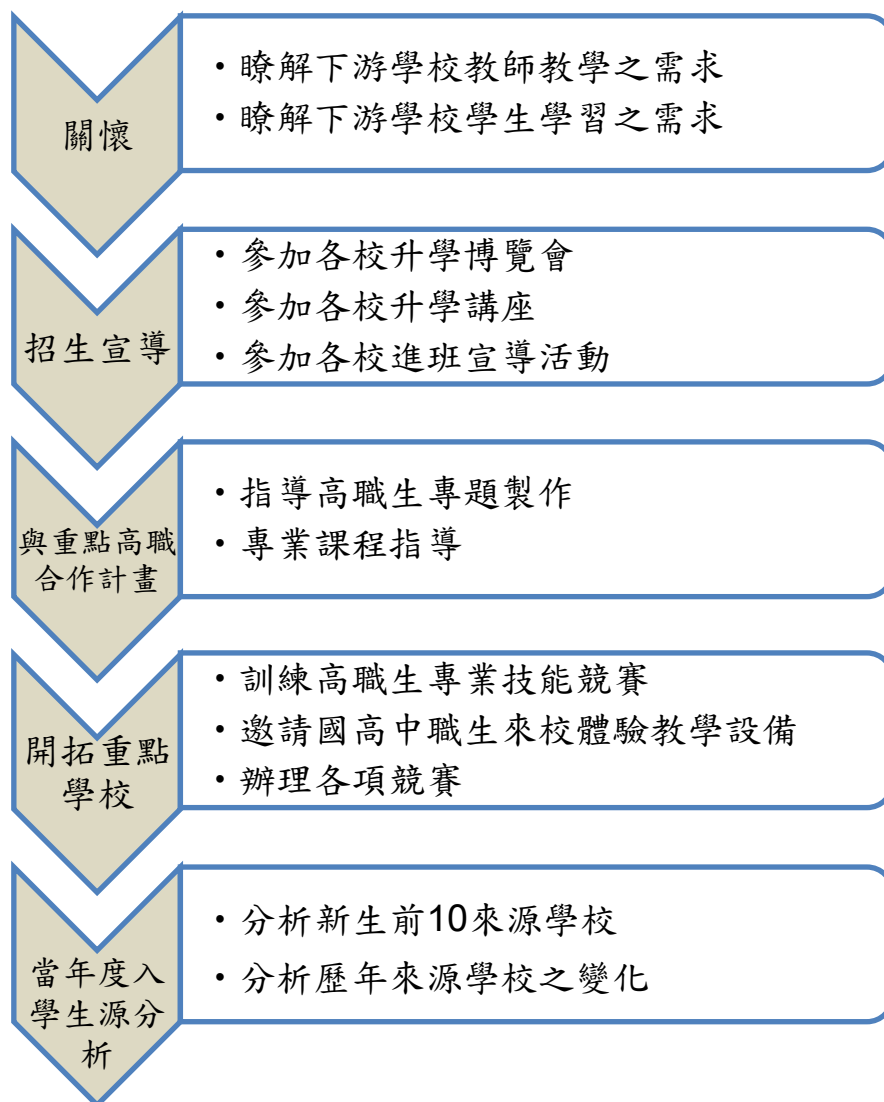 關懷
• 瞭解下游學校教師教學之需求
• 瞭解下游學校學生學習之需求
招生宣導
• 參加各校升學博覽會
• 參加各校升學講座
• 參加各校進班宣導活動
與重點高職
合作計畫
• 指導高職生專題製作
• 專業課程指導
開拓重點
學校
• 訓練高職生專業技能競賽
• 邀請國高中職生來校體驗教學設備
• 辦理各項競賽
當年度入
學生源分
析
• 分析新生前10來源學校
• 分析歷年來源學校之變化